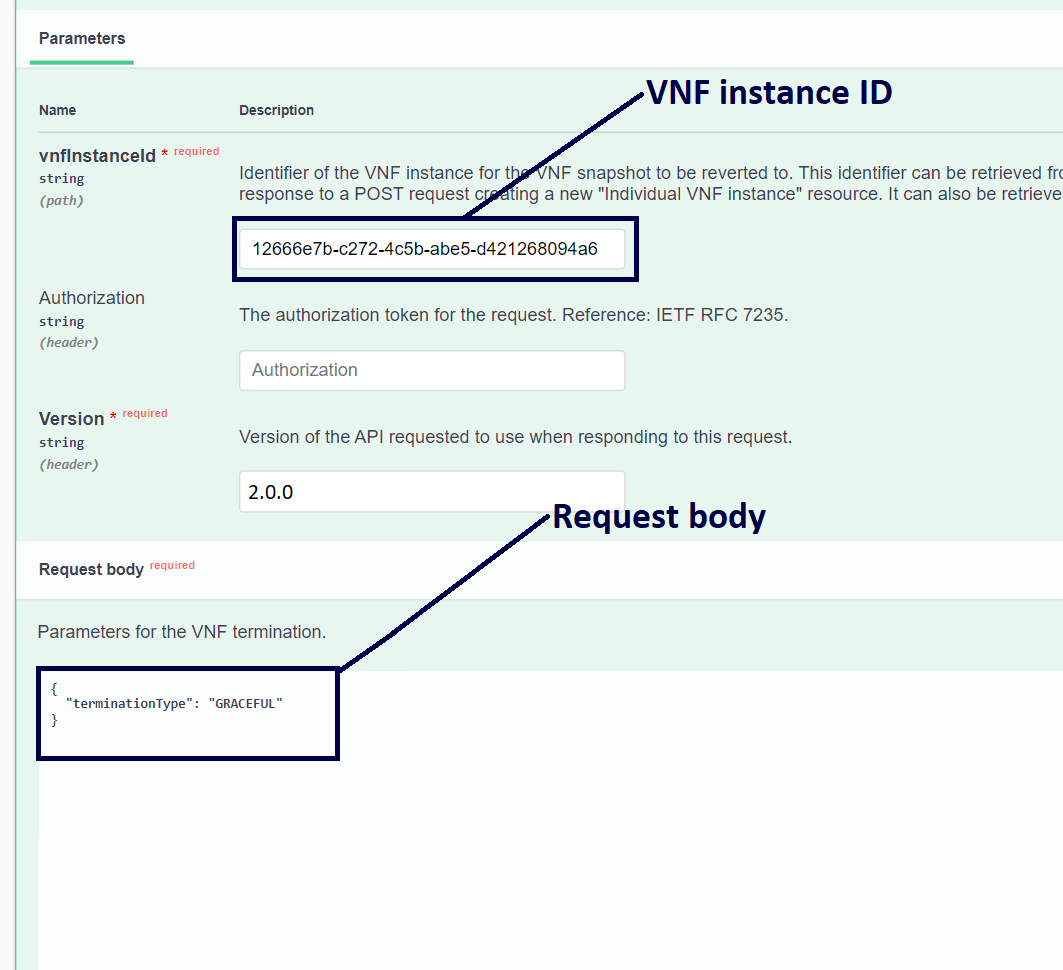 Parameters
VNF instance ID
Name Description
vnfInstanceId * required
string
(path)
Identifier of the VNF instance for the VNF snapshot to be reverted to. This identifier can be retrieved
response to a POST request creating a new "Individual VNF instance" resource. It can also be
12666e7b-c272-4c5b-abe5-d421268094a6
Authorization
string
(header)
The authorization token for the request. Reference: IETF RFC 7235.
Authorization
Version * required
string
(header)
Version of the API requested to use when responding to this request.
2.0.0
Request body
Request body required
Parameters for the VNF termination.
{
"terminationType": "GRACEFUL"
}